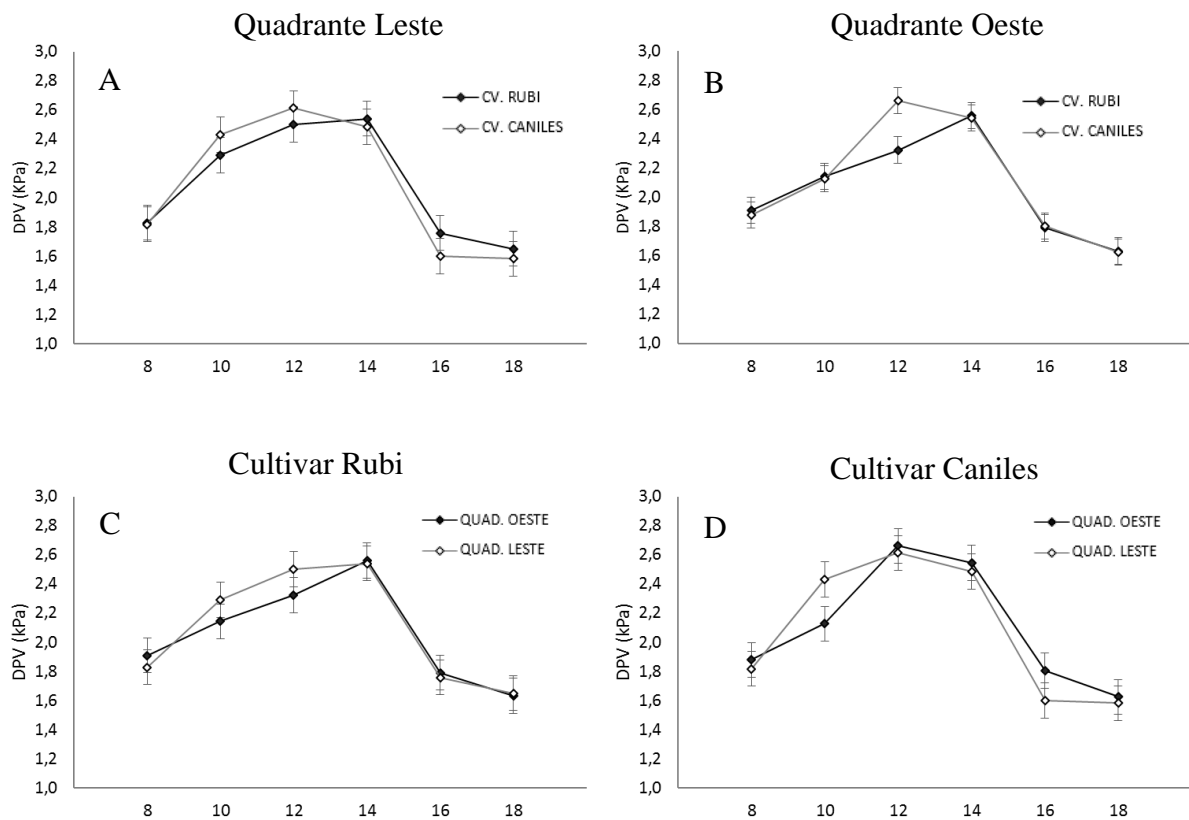 Quadrante Leste
A
3,0
2,8
2,6
2,4
2,2
2,0
1,8
1,6
1,4
1,2
1,0
DPV (KPa)
CV. RUBI
CV. CANILES
8 10 12 14 16 18
Quadrante Oeste
B
3,0
2,8
2,6
2,4
2,2
2,0
1,8
1,6
1,4
1,2
1,0
DPV (KPa)
CV. RUBI
CV. CANILES
8 10 12 14 16 18
Cultivar Rubi
C
3,0
2,8
2,6
2,4
2,2
2,0
1,8
1,6
1,4
1,2
1,0
DPV (kPa)
QUAD. OESTE
QUAD. LESTE
8 10 12 14 16 18
Cultivar Caniles
D
3,0
2,8
2,6
2,4
2,2
2,0
1,8
1,6
1,4
1,2
1,0
DPV (kPa)
QUAD. OESTE
QUAD. LESTE
8 10 12 14 16 18